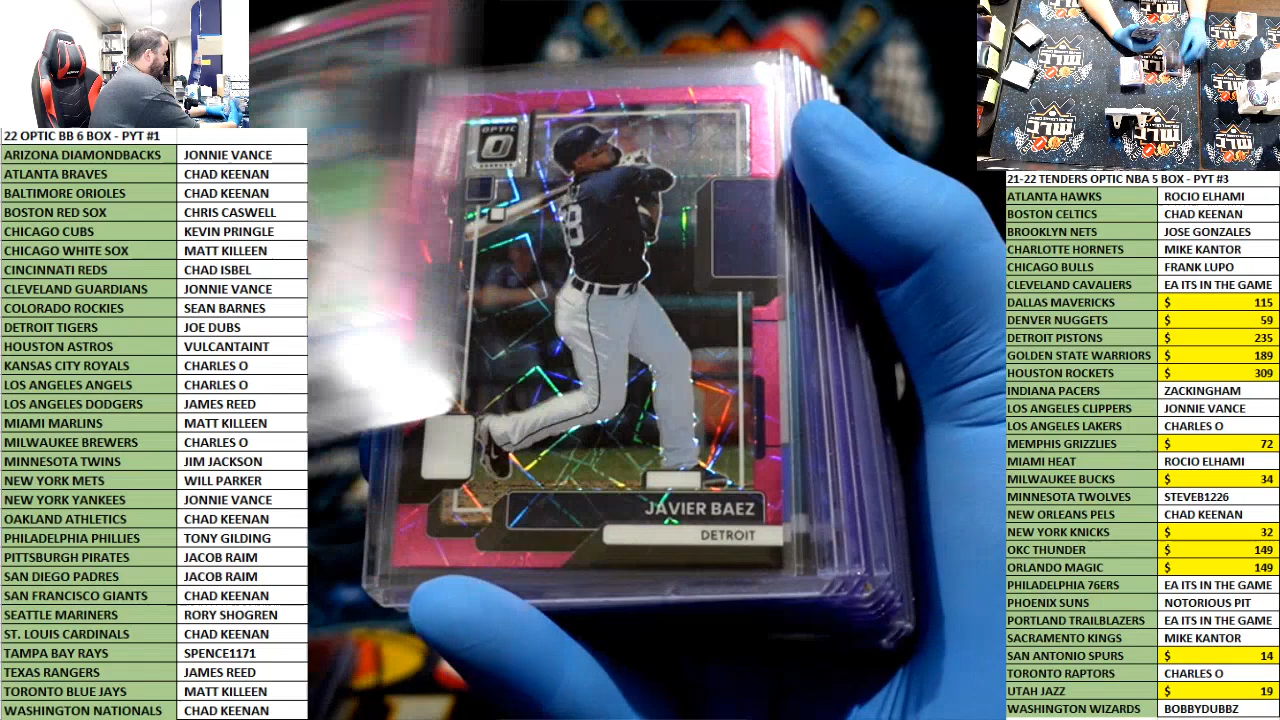 22 OPTIC BB 6 BOX - PYT #1
ARIZONA DIAMONDBACKS JONNIE VANCE
ATLANTA BRAVES CHAD KEENAN
BALTIMORE ORIOLES CHAD KEENAN
BOSTON RED SOX CHRIS CASWELL
CHICAGO CUBS KEVIN PRINGLE
CHICAGO WHITE SOX MATT KILLEEN
CINCINNATI REDS CHAD ISBEL
CLEVELAND GUARDIANS JONNIE VANCE
COLORADO ROCKIES SEAN BARNES
DETROIT TIGERS JOE DUBS
HOUSTON ASTROS VULCANTAINT
KANSAS CITY ROYALS CHARLES O
LOS ANGELES ANGELS CHARLES O
LOS ANGELES DODGERS JAMES REED
MIAMI MARLINS MATT KILLEEN
MILWAUKEE BREWERS CHARLES O
MINNESOTA TWINS JIM JACKSON
NEW YORK METS WILL PARKER
NEW YORK YANKEES JONNIE VANCE
OAKLAND ATHLETICS CHAD KEENAN
PHILADELPHIA PHILLIES TONY GILDING
PITTSBURGH PIRATES JACOB RAIM
SAN DIEGO PADRES JACOB RAIM
SAN FRANCISCO GIANTS CHAD KEENAN
SEATTLE MARINERS RORY SHOGREN
ST. LOUIS CARDINALS CHAD KEENAN
TAMPA BAY RAYS SPENCE1171
TEXAS RANGERS JAMES REED
TORONTO BLUE JAYS MATT KILLEEN
WASHINGTON NATIONALS CHAD KEENAN
OPTIC
JAVIER BAEZ
DETROIT
21-22 TENDERS OPTIC NBA 5 BOX - PYT #3
ATLANTA HAWKS ROCIO ELHAMI
BOSTON CELTICS CHAD KEENAN
BROOKLYN NETS JOSE GONZALES
CHARLOTTE HORNETS MIKE KANTOR
CHICAGO BULLS FRANK LUPO
CLEVELAND CAVALIERS EA ITS IN THE GAME
DALLAS MAVERICKS $ 115
DENVER NUGGETS $ 59
DETROIT PISTONS $ 235
GOLDEN STATE WARRIORS $ 189
HOUSTON ROCKETS $ 309
INDIANA PACERS ZACKINGHAM
LOS ANGELES CLIPPERS JONNIE VANCE
LOS ANGELES LAKERS CHARLES O
MEMPHIS GRIZZLIES $ 72
MIAMI HEAT ROCIO ELHAMI
MILWAUKEE BUCKS $ 34
MINNESOTA TWOLVES STEVEB1226
NEW ORLEANS PELS CHAD KEENAN
NEW YORK KNICKS $ 32
OKC THUNDER $ 149
ORLANDO MAGIC $ 149
PHILADELPHIA 76ERS EA ITS IN THE GAME
PHOENIX SUNS NOTORIOUS PIT
PORTLAND TRAILBLAZERS EA ITS IN THE GAME
SACRAMENTO KINGS MIKE KANTOR
SAN ANTONIO SPURS $ 14
TORONTO RAPTORS CHARLES O
UTAH JAZZ $ 19
WASHINGTON WIZARDS BOBBYDUBBZ